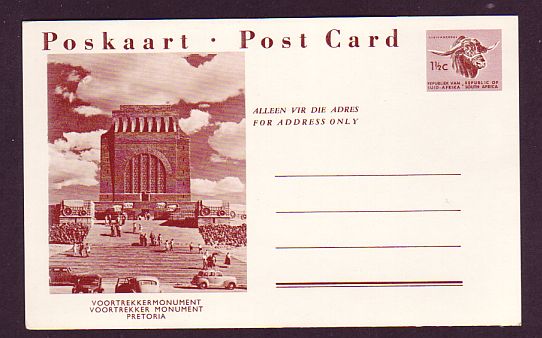 Poskaart · Post Card
1½c
REPUBLIEK VAN REPUBLIC OF
SUID-AFRIKA SOUTH AFRICA
ALLEEN VIR DIE ADRES
FOR ADDRESS ONLY
VOORTREKKERMONUMENT
VOORTREKKER MONUMENT
PRETORIA